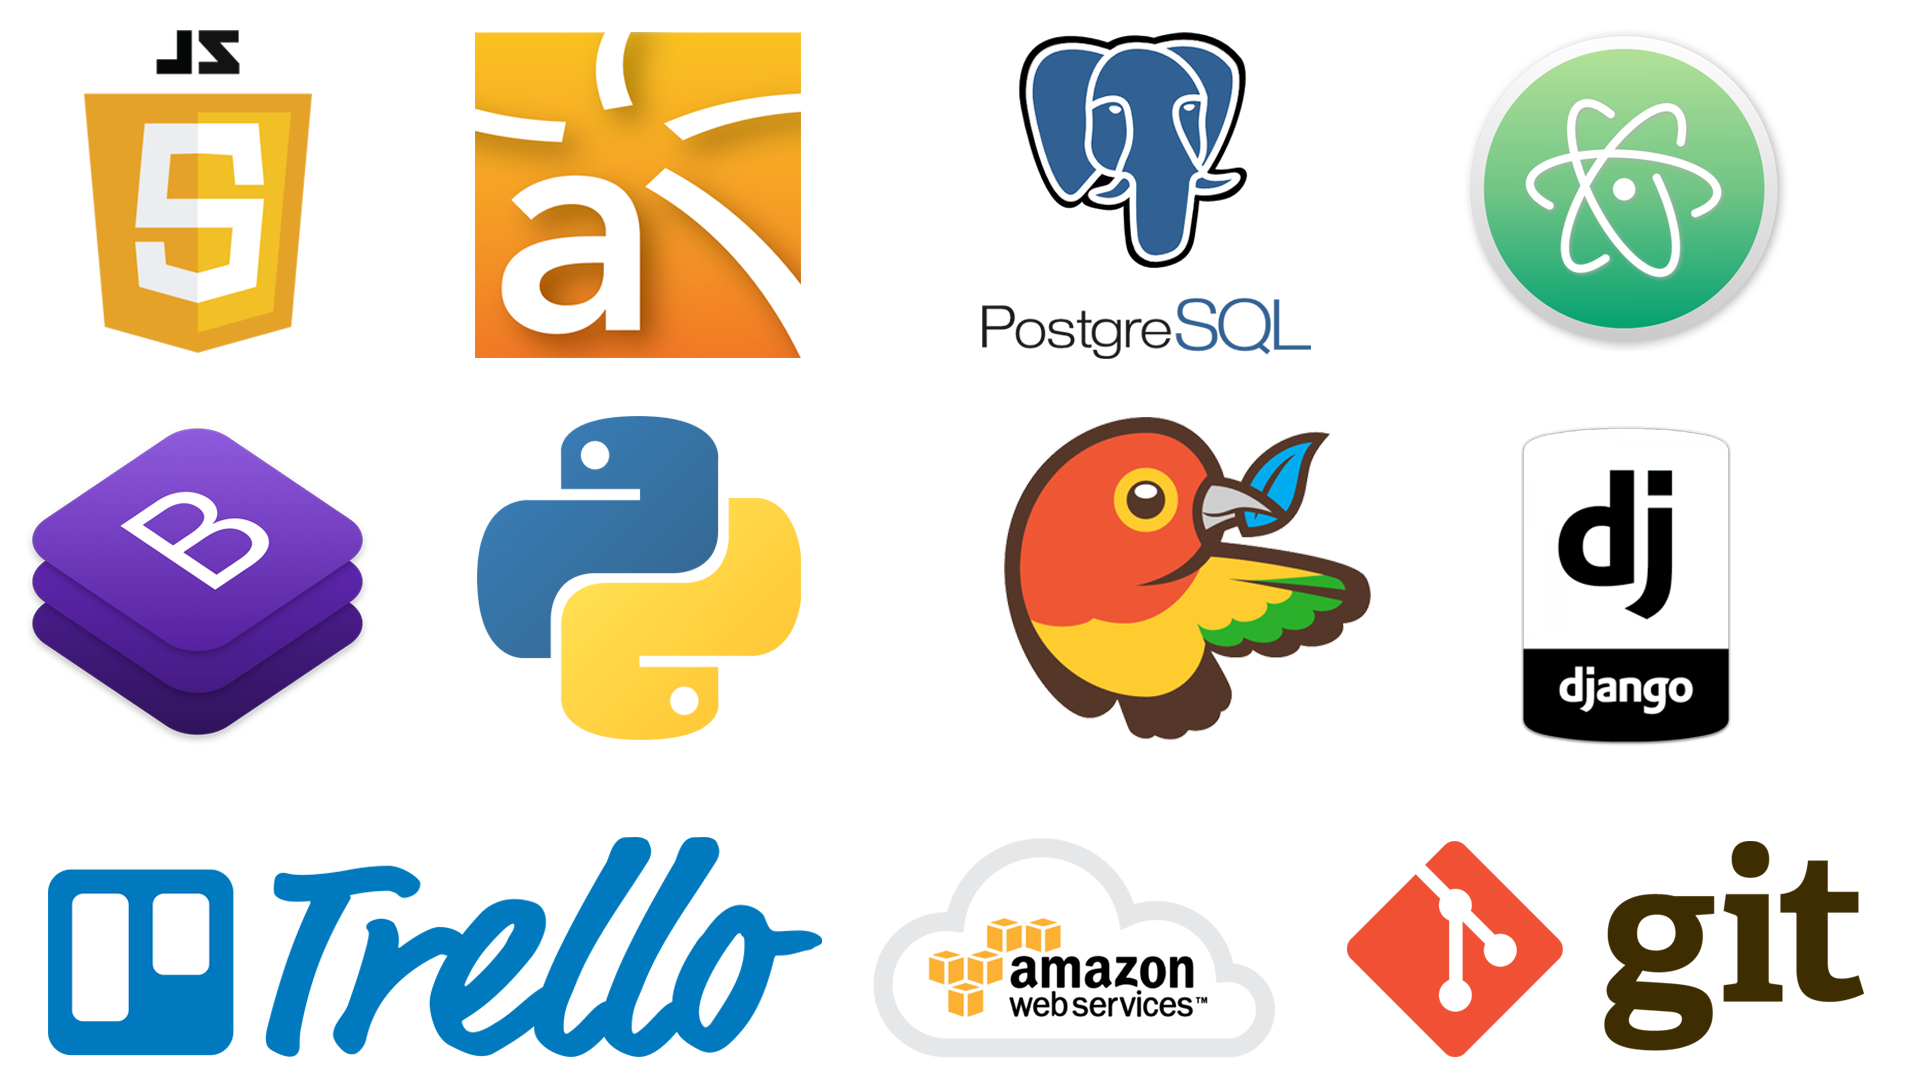 JS
S
a
PostgreSQL
B
dj
django
Trello
amazon
web services™
git